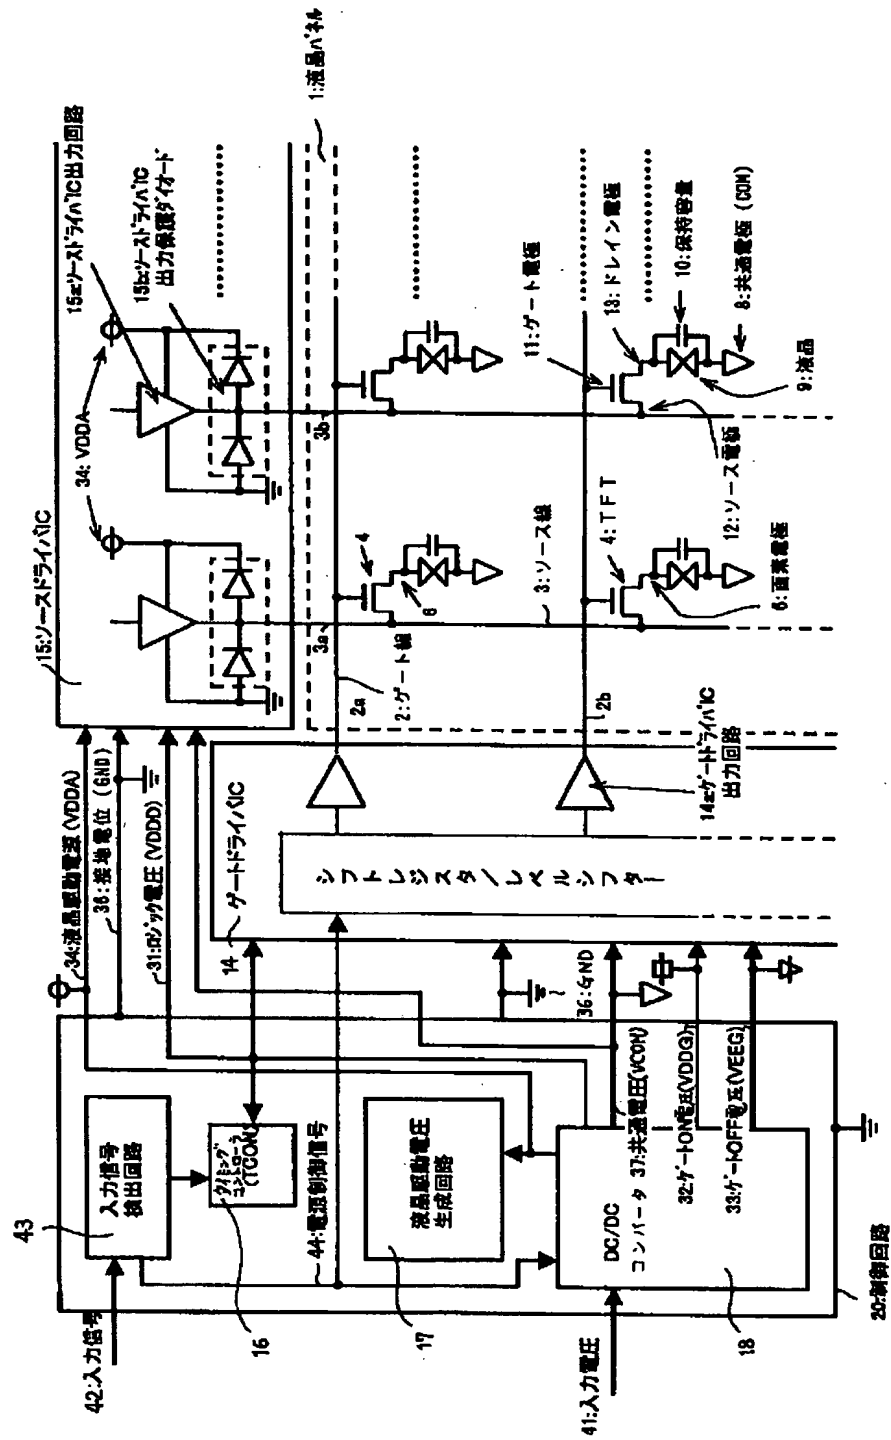 15:ソースドライバIC
34: VDDA
15a:ソースドライバIC出力回路
15b:ソースドライバIC
出力保護ダイオード
1:液晶パネル
34:液晶駆動電源(VDDA)
36:接地電位(GND)
31:ロジック電圧(VDDD)
14
ゲートドライバIC
シフトレジスタ/レベルシフター
14a:ゲートドライバIC
出力回路
2a
2:ゲート線
2b
3a
3b
3:ソース線
4
6
4:TFT
6:画素電極
11:ゲート電極
12:ソース電極
13:ドレイン電極
10:保持容量
8:共通電極(COM)
9:液晶
43
42:入力信号
入力信号
検出回路
タイミング
コントローラ
(TCON)
16
44:電源制御信号
液晶駆動電圧
生成回路
17
DC/DC
コンバータ
18
41:入力電圧
36:GND
37:共通電圧(VCOM)
32:ゲートON電圧(VDDG)
33:ゲートOFF電圧(VEEG)
20:制御回路